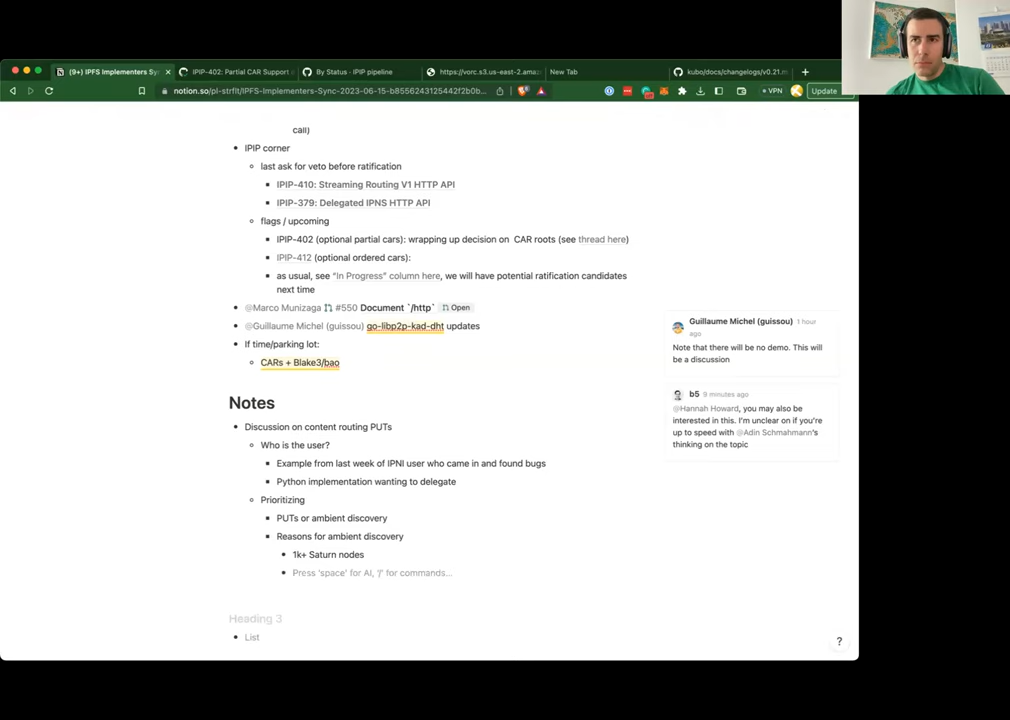 (9+) IPFS Implementers Sy
IPIP-402: Partial CAR Support
By Status · IPIP pipeline
https://vorc.s3.us-east-2.amaz
New Tab
kubo/docs/changelogs/v0.21.m
notion.so/pl-strflt/IPFS-Implementers-Sync-2023-06-15-b8556243125442f2b0b...
VPN
Update
call)
IPIP corner
last ask for veto before ratification
IPIP-410: Streaming Routing V1 HTTP API
IPIP-379: Delegated IPNS HTTP API
flags / upcoming
IPIP-402 (optional partial cars): wrapping up decision on CAR roots (see thread here)
IPIP-412 (optional ordered cars):
as usual, see “In Progress” column here, we will have potential ratification candidates
next time
@Marco Munizaga #550 Document `/http` Open
@Guillaume Michel (guissou) go-libp2p-kad-dht updates
If time/parking lot:
CARs + Blake3/bao
Guillaume Michel (guissou) 1 hour
ago
Note that there will be no demo. This will
be a discussion
b5 9 minutes ago
@Hannah Howard, you may also be
interested in this. I'm unclear on if you're
up to speed with @Adin Schmahmann's
thinking on the topic
Notes
Discussion on content routing PUTs
Who is the user?
Example from last week of IPNI user who came in and found bugs
Python implementation wanting to delegate
Prioritizing
PUTs or ambient discovery
Reasons for ambient discovery
1k+ Saturn nodes
Press 'space' for AI, '/' for commands...
Heading 3
List
?